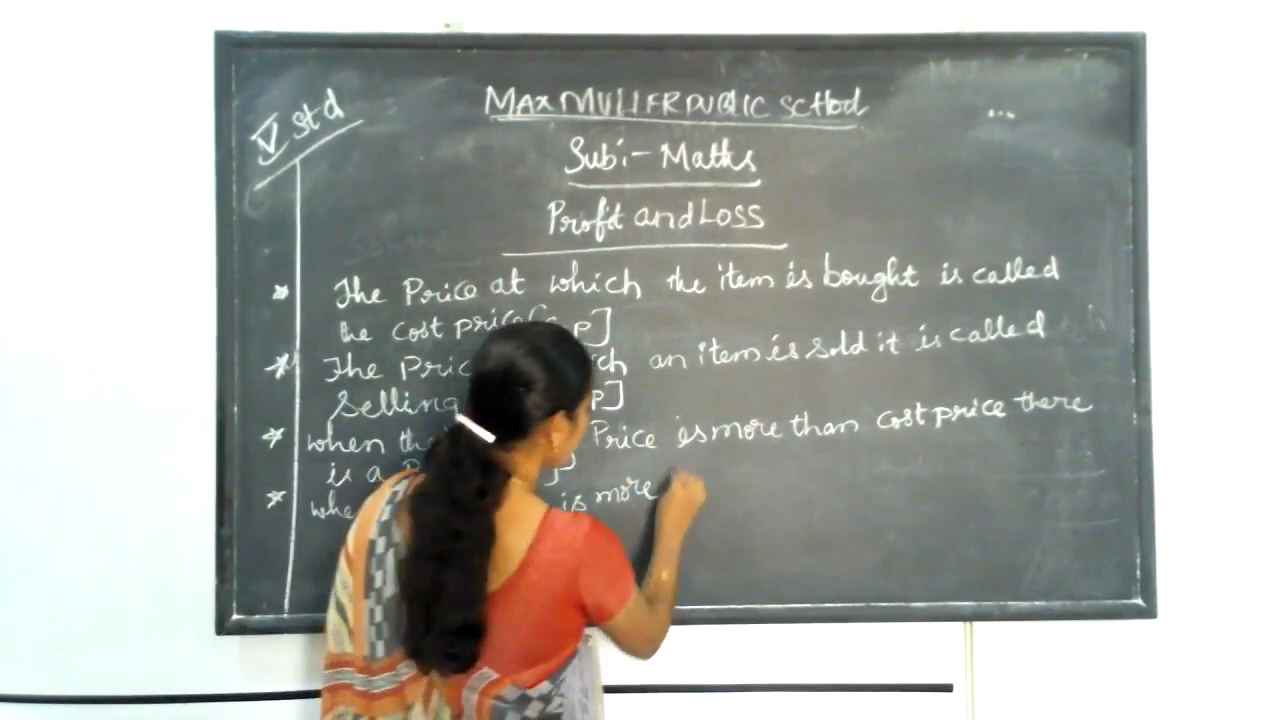 V Std
MAX MULLER PUBLIC SCHOOL
Sub:- Maths
Profit and Loss
* The Price at which the item is bought is called
the cost price p]
* The Pric ch an item is sold it is called
Selling p]
* when the Price is more than cost price there
is a P ]
* whe is more